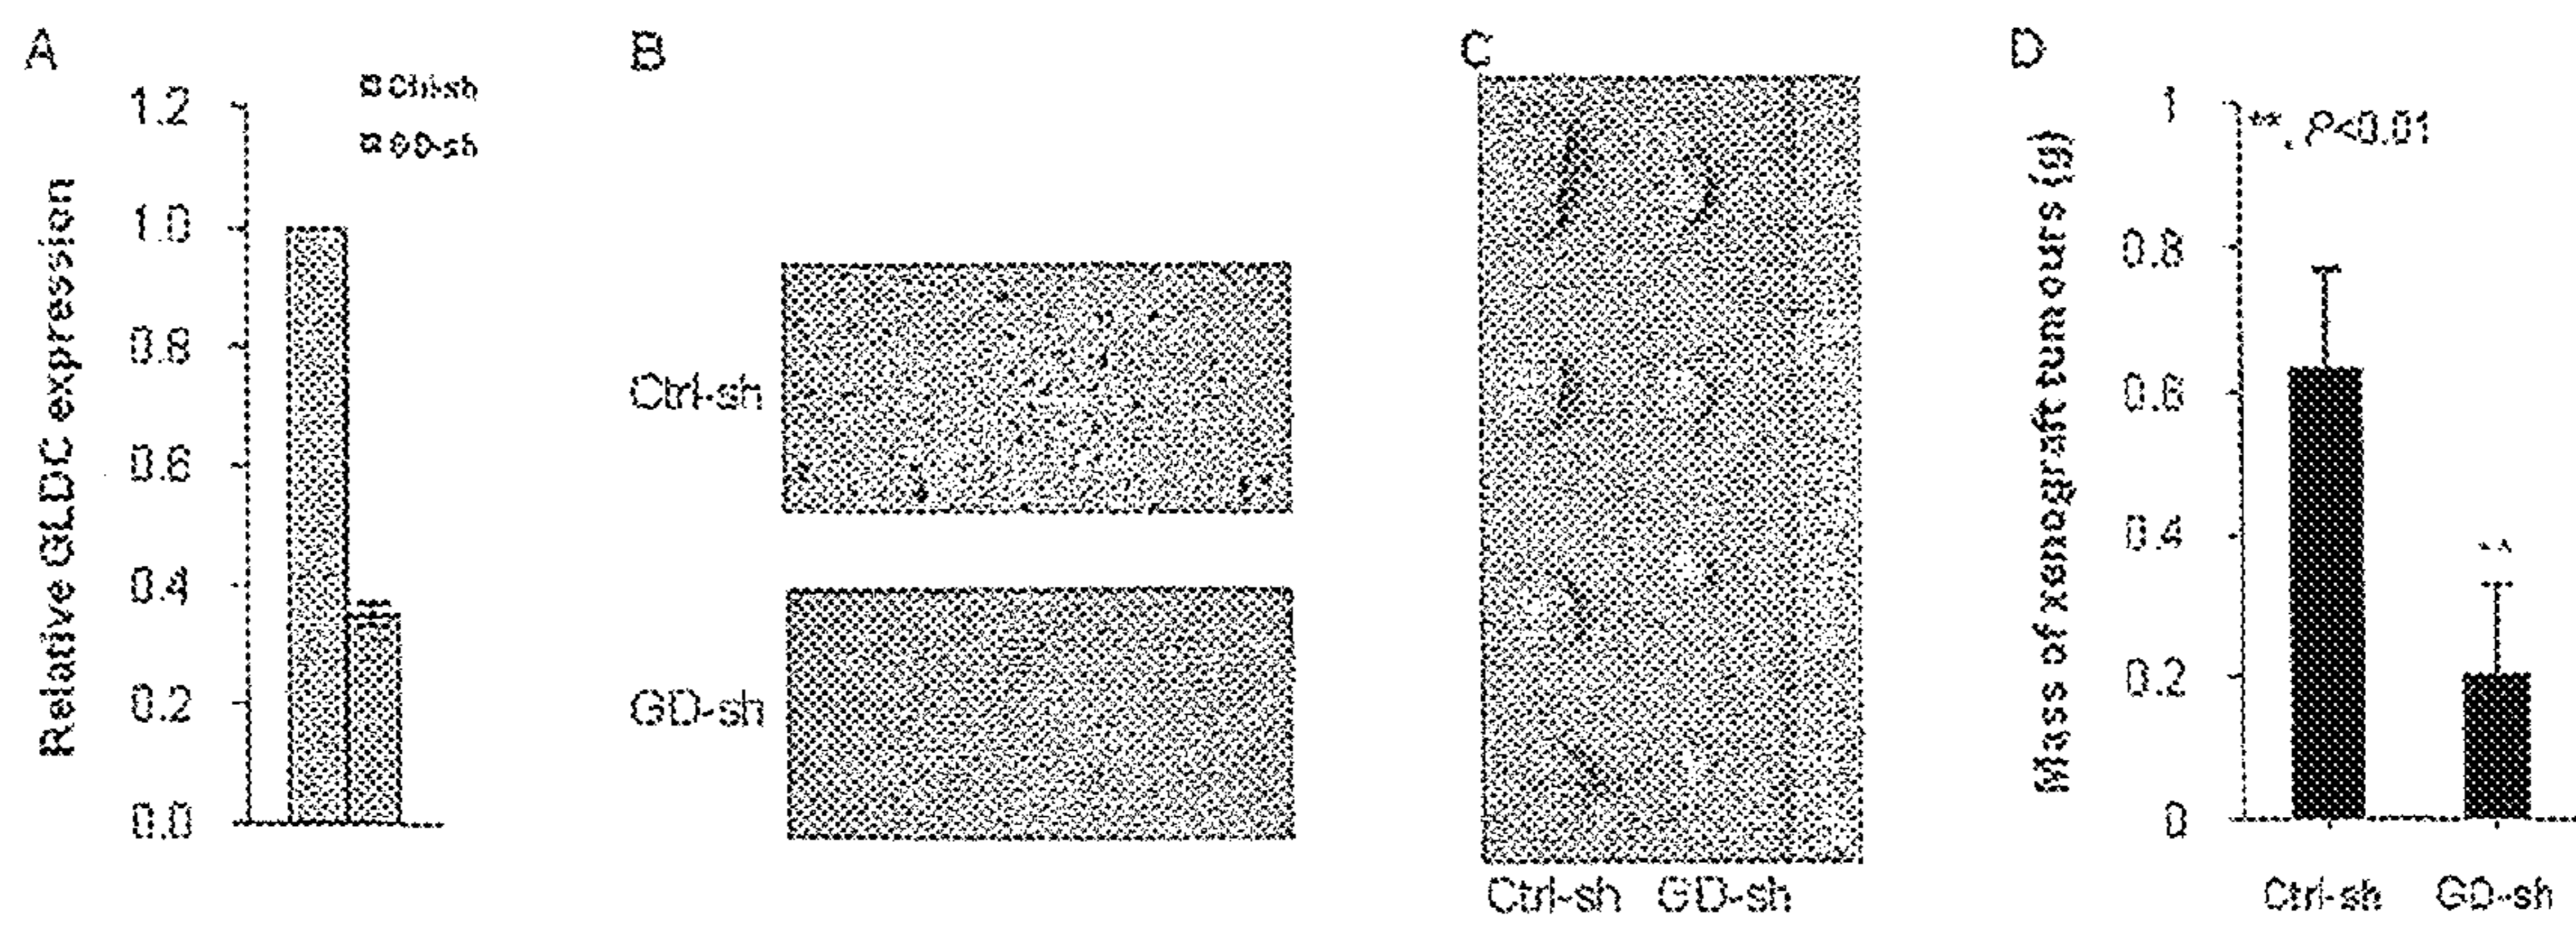 A
Relative GLDC expression
1.2
1.0
0.8
0.6
0.4
0.2
0.0
Ctrl-sh
GD-sh
B
Ctrl-sh
GD-sh
C
Ctrl-sh GD-sh
D
Mass of xenograft tumours (g)
**, P<0.01
1
0.8
0.6
0.4
0.2
0
**
Ctrl-sh GD-sh